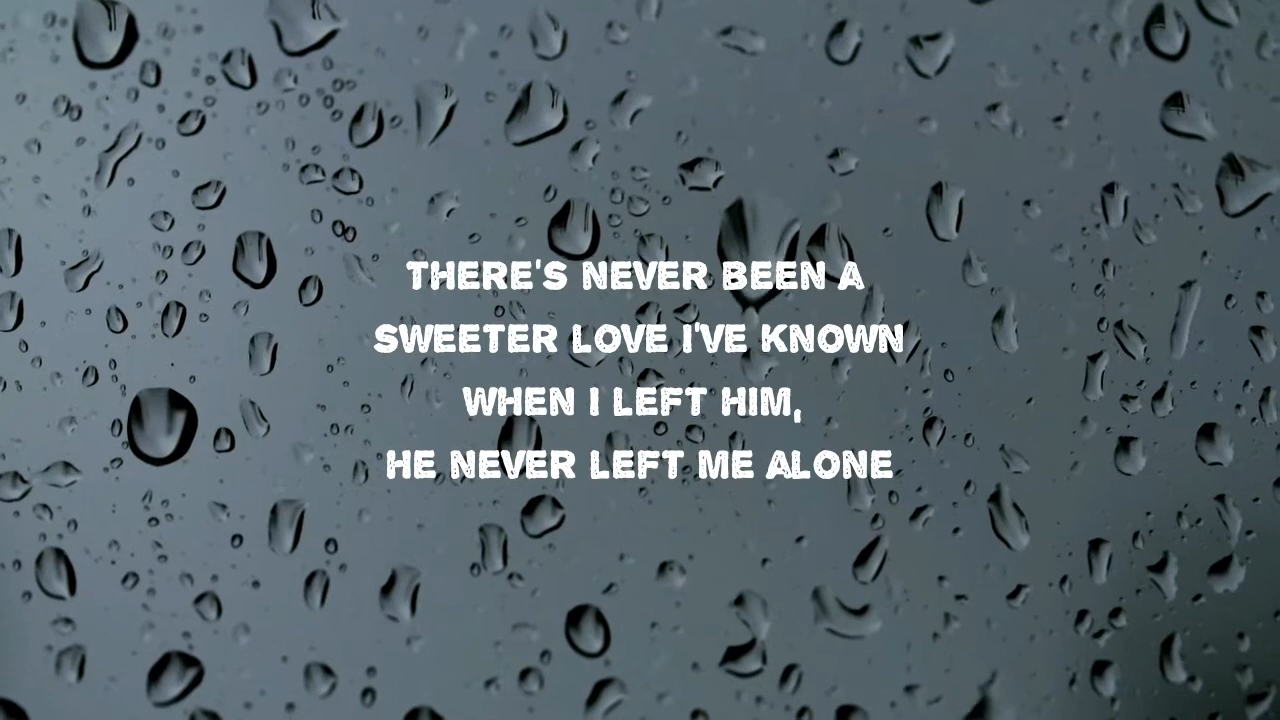 THERE'S NEVER BEEN A
SWEETER LOVE I'VE KNOWN
WHEN I LEFT HIM,
HE NEVER LEFT ME ALONE